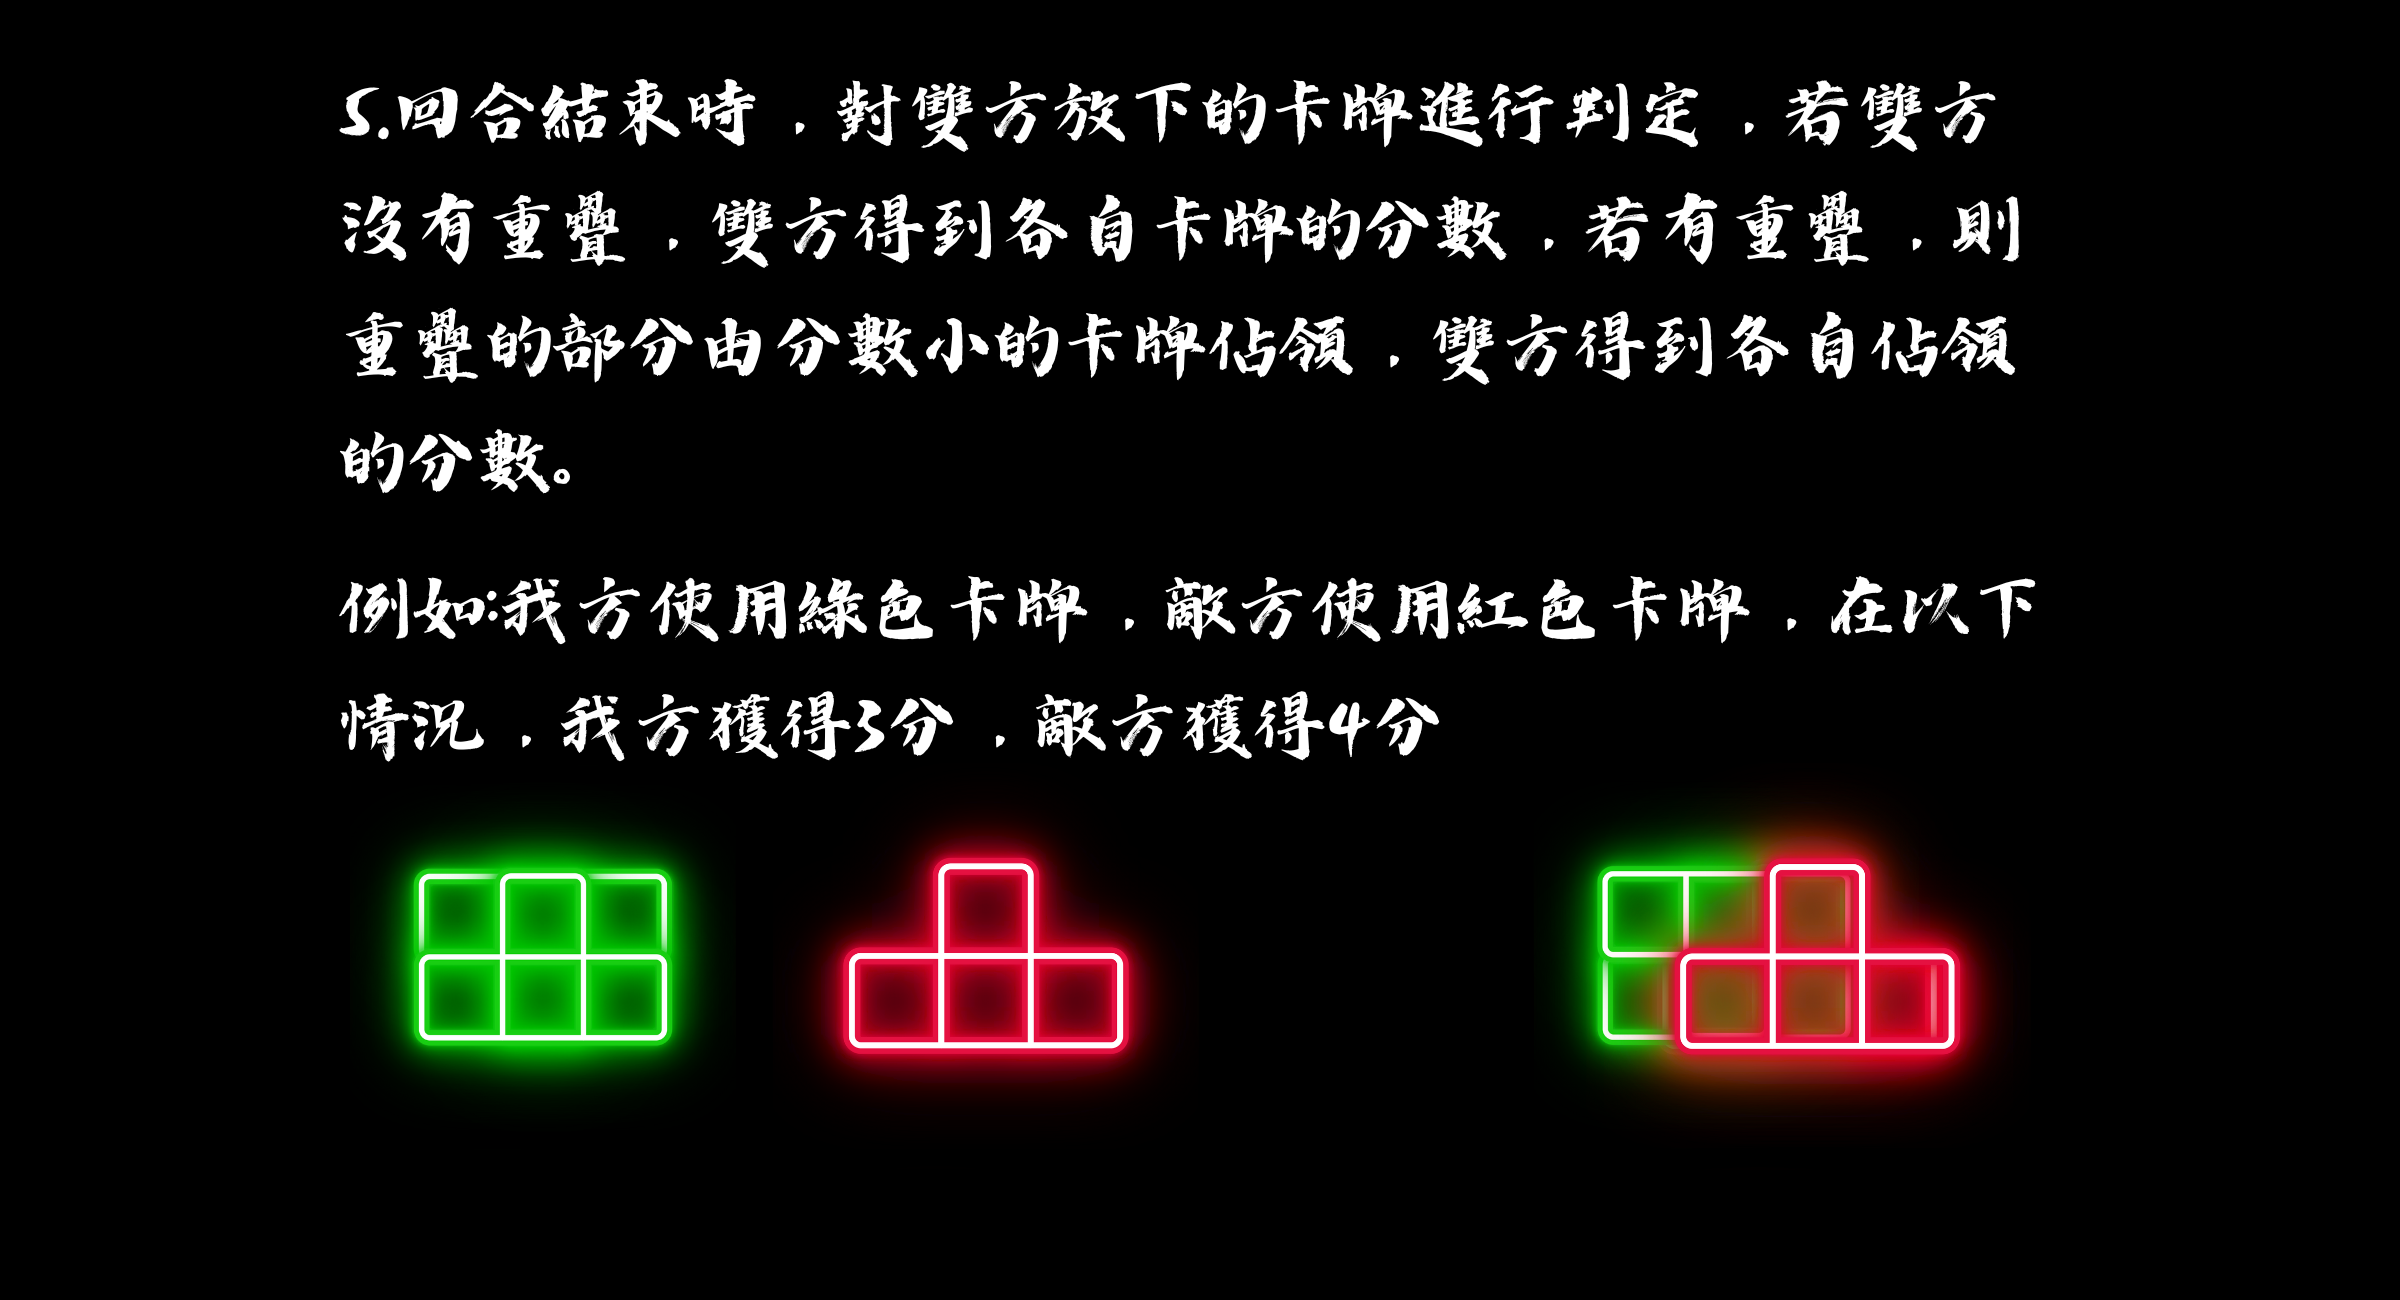 5.回合結束時，對雙方放下的卡牌進行判定，若雙方
沒有重疊，雙方得到各自卡牌的分數，若有重疊，則
重疊的部分由分數小的卡牌佔領，雙方得到各自佔領
的分數。
例如:我方使用綠色卡牌，敵方使用紅色卡牌，在以下
情況，我方獲得3分，敵方獲得4分